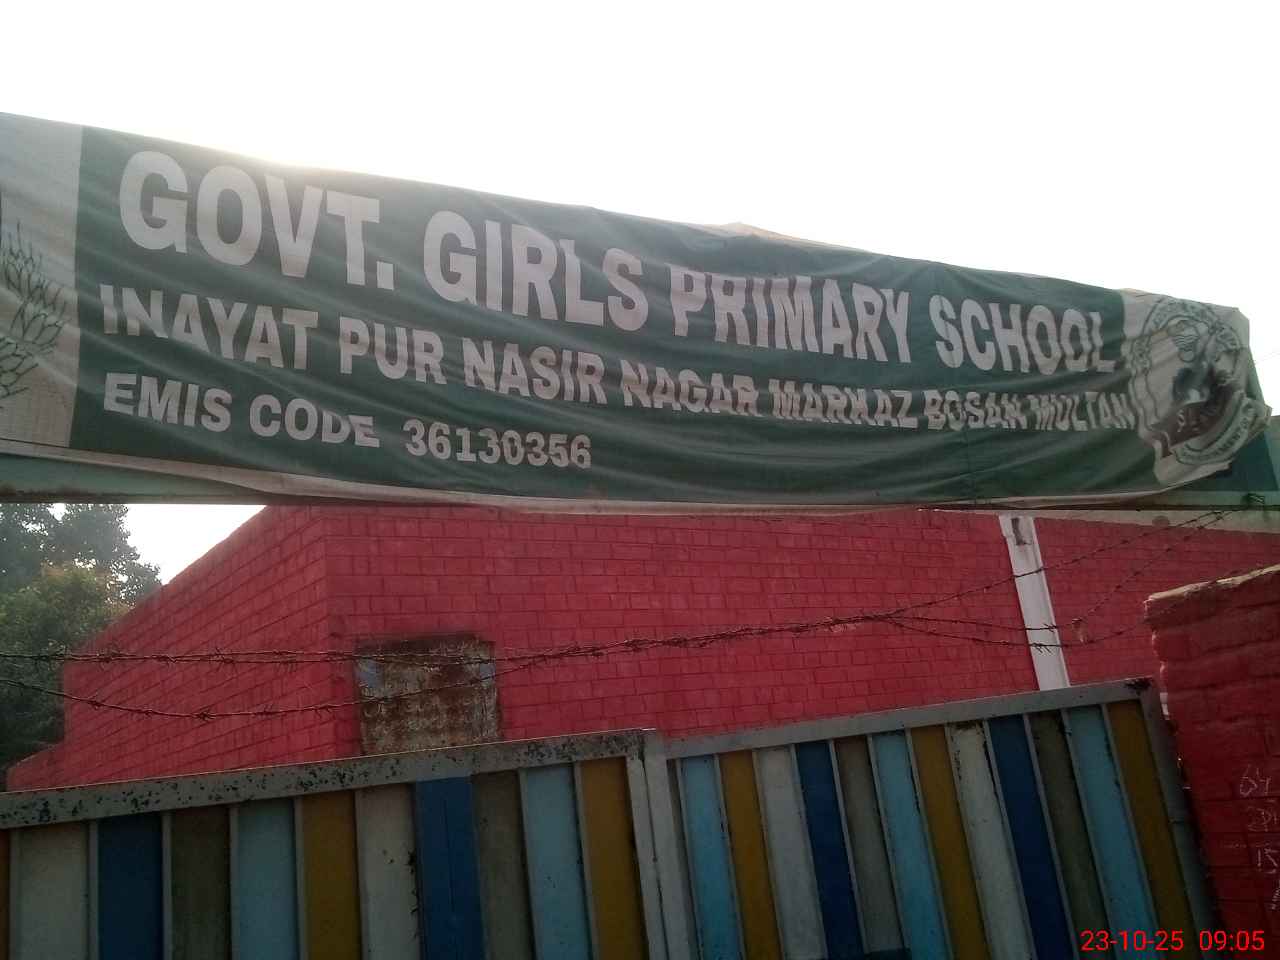 GOVT. GIRLS PRIMARY SCHOOL
INAYAT PUR NASIR NAGAR MARKAZ BOSAN MULTAN
EMIS CODE 36130356
23-10-25 09:05